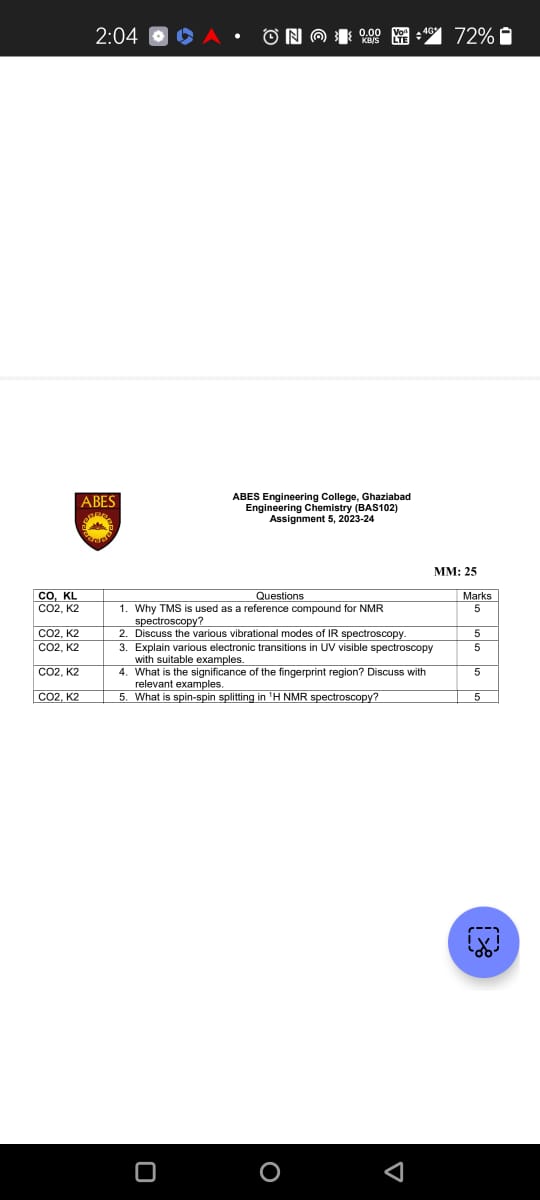 2:04 0.00 KB/S VoLTE 4G+ 72%
ABES
ABES Engineering College, Ghaziabad
Engineering Chemistry (BAS102)
Assignment 5, 2023-24
MM: 25
CO, KL Questions Marks
CO2, K2 1. Why TMS is used as a reference compound for NMR 5
spectroscopy?
CO2, K2 2. Discuss the various vibrational modes of IR spectroscopy. 5
CO2, K2 3. Explain various electronic transitions in UV visible spectroscopy 5
with suitable examples.
CO2, K2 4. What is the significance of the fingerprint region? Discuss with 5
relevant examples.
CO2, K2 5. What is spin-spin splitting in ¹H NMR spectroscopy? 5